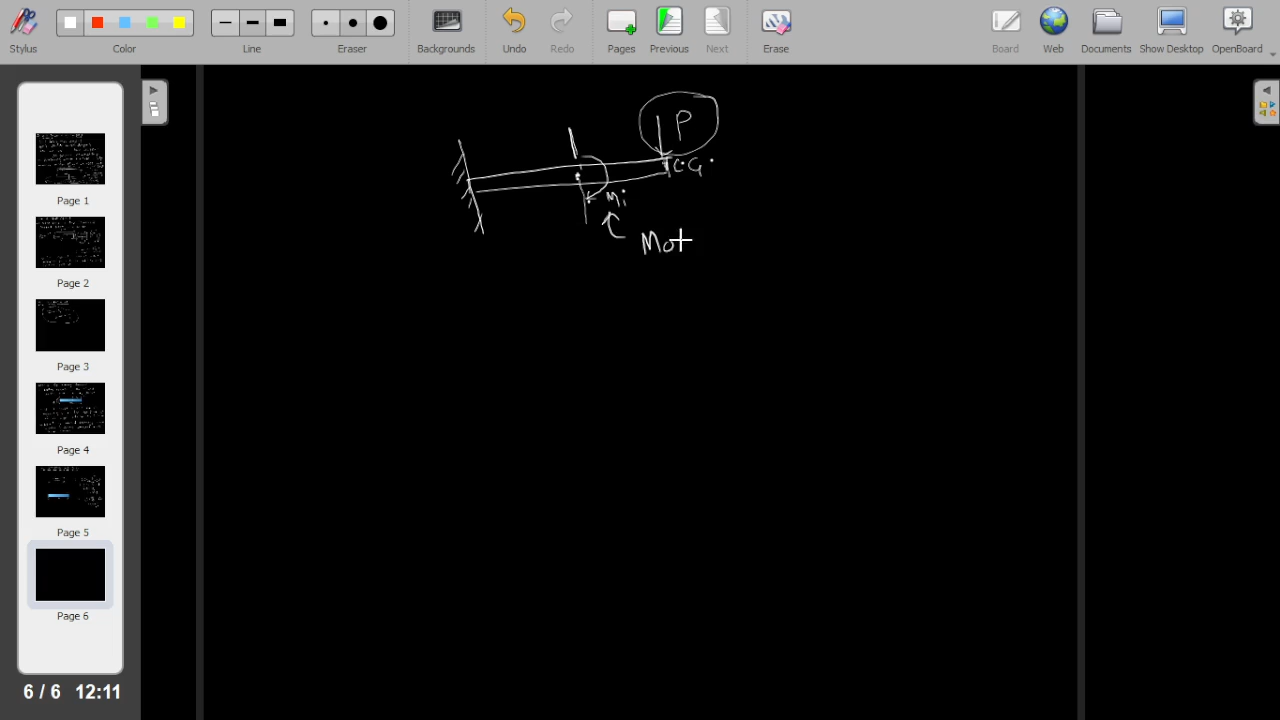 Stylus
Color
Line
Eraser
Backgrounds
Undo
Redo
Pages
Previous
Next
Erase
Board
Web
Documents
Show Desktop
OpenBoard
P
C.G.
Mi
Mot
Page 1
Page 2
Page 3
Page 4
Page 5
Page 6
6 / 6 12:11